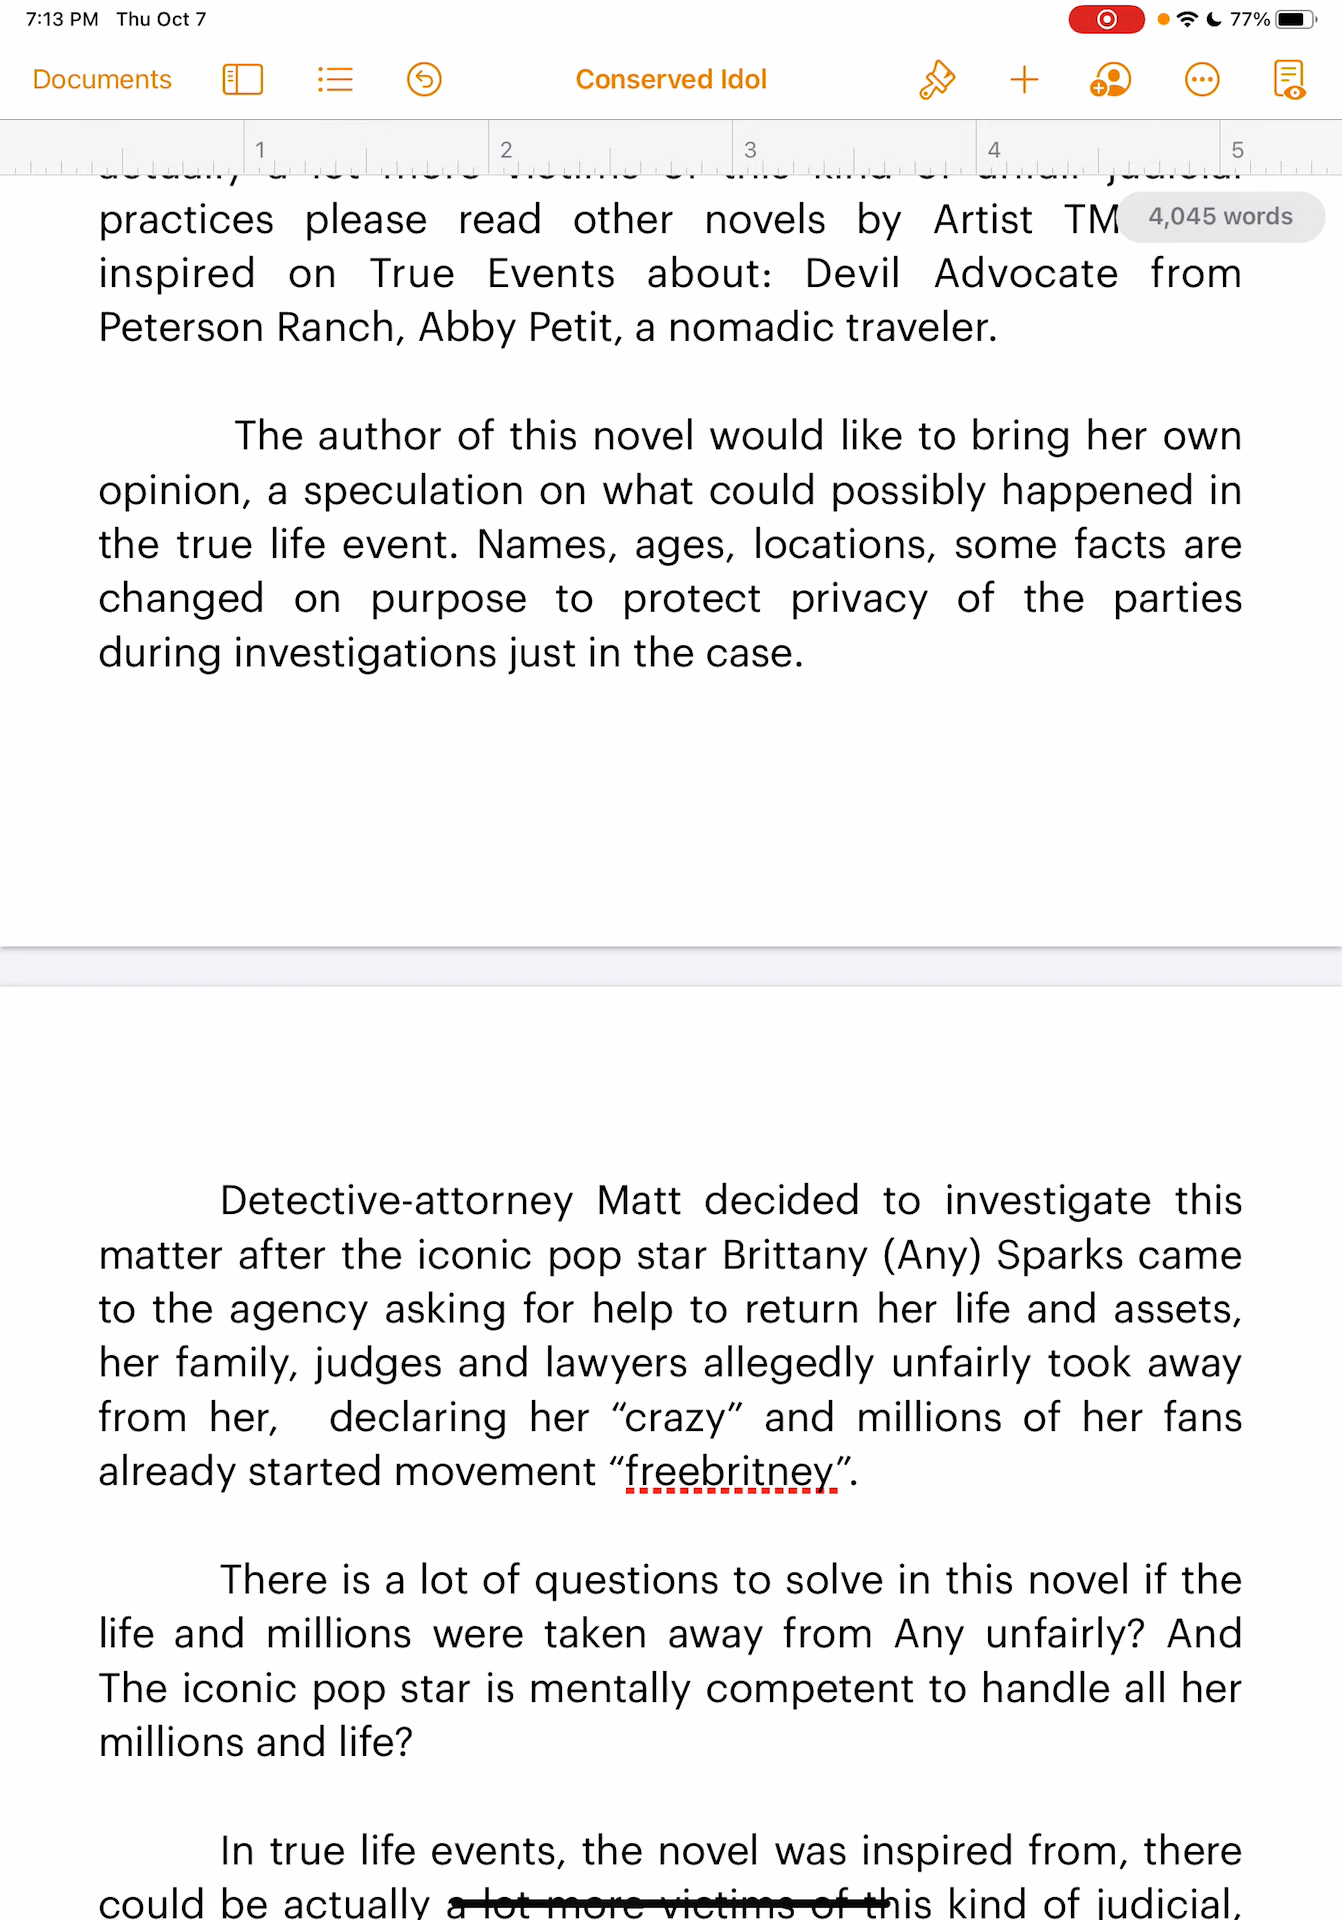 7:13 PM Thu Oct 7 77%
Documents Conserved Idol
1 2 3 4 5
actually a lot more victims of this kind of unfair judicial
practices please read other novels by Artist TM
4,045 words
inspired on True Events about: Devil Advocate from
Peterson Ranch, Abby Petit, a nomadic traveler.
The author of this novel would like to bring her own
opinion, a speculation on what could possibly happened in
the true life event. Names, ages, locations, some facts are
changed on purpose to protect privacy of the parties
during investigations just in the case.
Detective-attorney Matt decided to investigate this
matter after the iconic pop star Brittany (Any) Sparks came
to the agency asking for help to return her life and assets,
her family, judges and lawyers allegedly unfairly took away
from her, declaring her “crazy” and millions of her fans
already started movement “freebritney”.
There is a lot of questions to solve in this novel if the
life and millions were taken away from Any unfairly? And
The iconic pop star is mentally competent to handle all her
millions and life?
In true life events, the novel was inspired from, there
could be actually a lot more victims of this kind of judicial,